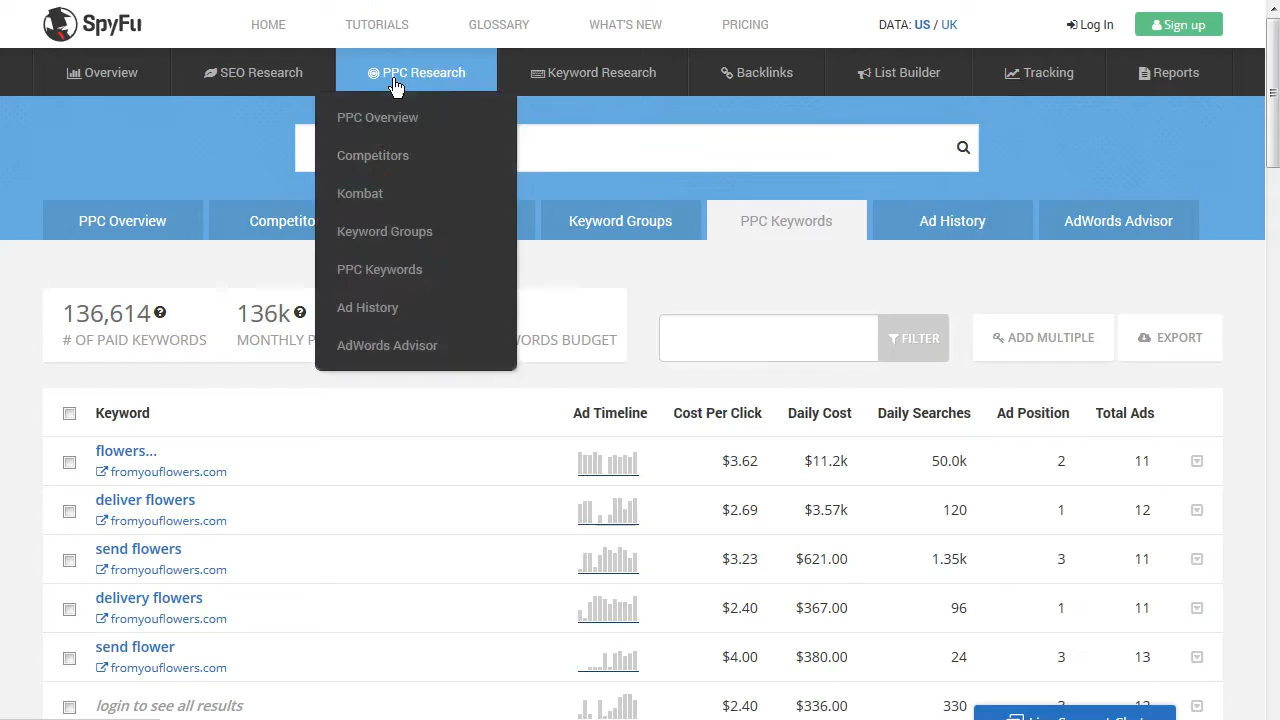 SpyFu
HOME TUTORIALS GLOSSARY WHAT'S NEW PRICING DATA: US / UK Log In Sign up
Overview SEO Research PPC Research Keyword Research Backlinks List Builder Tracking Reports
PPC Overview
Competitors
Kombat
Keyword Groups
PPC Keywords
Ad History
AdWords Advisor
PPC Overview Competito Keyword Groups PPC Keywords Ad History AdWords Advisor
136,614 136k
# OF PAID KEYWORDS MONTHLY P WORDS BUDGET FILTER ADD MULTIPLE EXPORT
Keyword Ad Timeline Cost Per Click Daily Cost Daily Searches Ad Position Total Ads
flowers... $3.62 $11.2k 50.0k 2 11
fromyouflowers.com
deliver flowers $2.69 $3.57k 120 1 12
fromyouflowers.com
send flowers $3.23 $621.00 1.35k 3 11
fromyouflowers.com
delivery flowers $2.40 $367.00 96 1 11
fromyouflowers.com
send flower $4.00 $380.00 24 3 13
fromyouflowers.com
login to see all results $2.40 $336.00 330